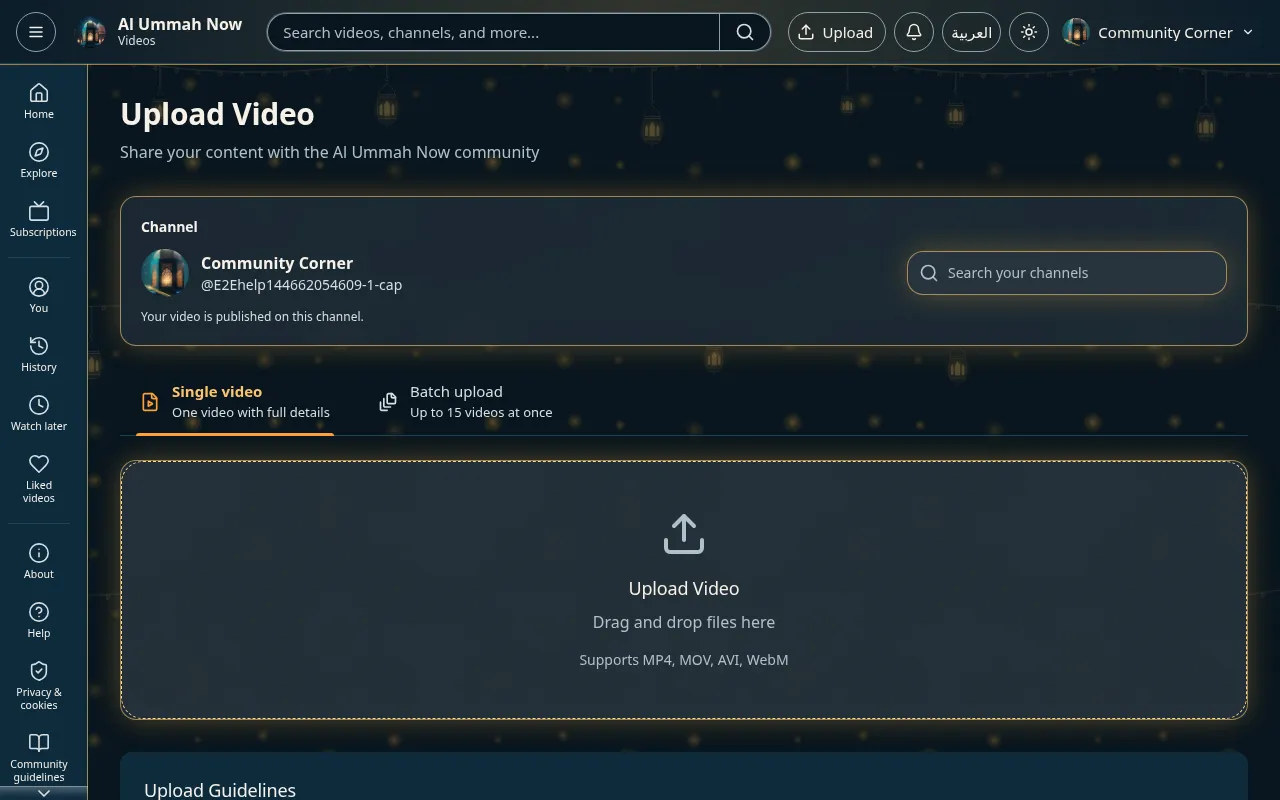 Al Ummah Now
Videos
Search videos, channels, and more...
Upload
العربية
Community Corner
Home
Explore
Subscriptions
You
History
Watch later
Liked
videos
About
Help
Privacy &
cookies
Community
guidelines
Upload Video
Share your content with the Al Ummah Now community
Channel
Community Corner
@E2Ehelp144662054609-1-cap
Search your channels
Your video is published on this channel.
Single video
One video with full details
Batch upload
Up to 15 videos at once
Upload Video
Drag and drop files here
Supports MP4, MOV, AVI, WebM
Upload Guidelines